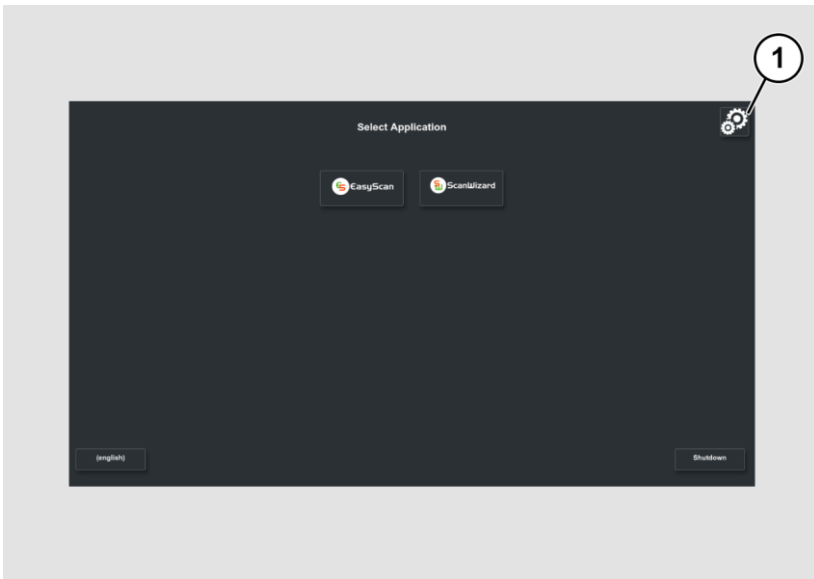 1
Select Application
EasyScan
ScanWizard
(english)
Shutdown